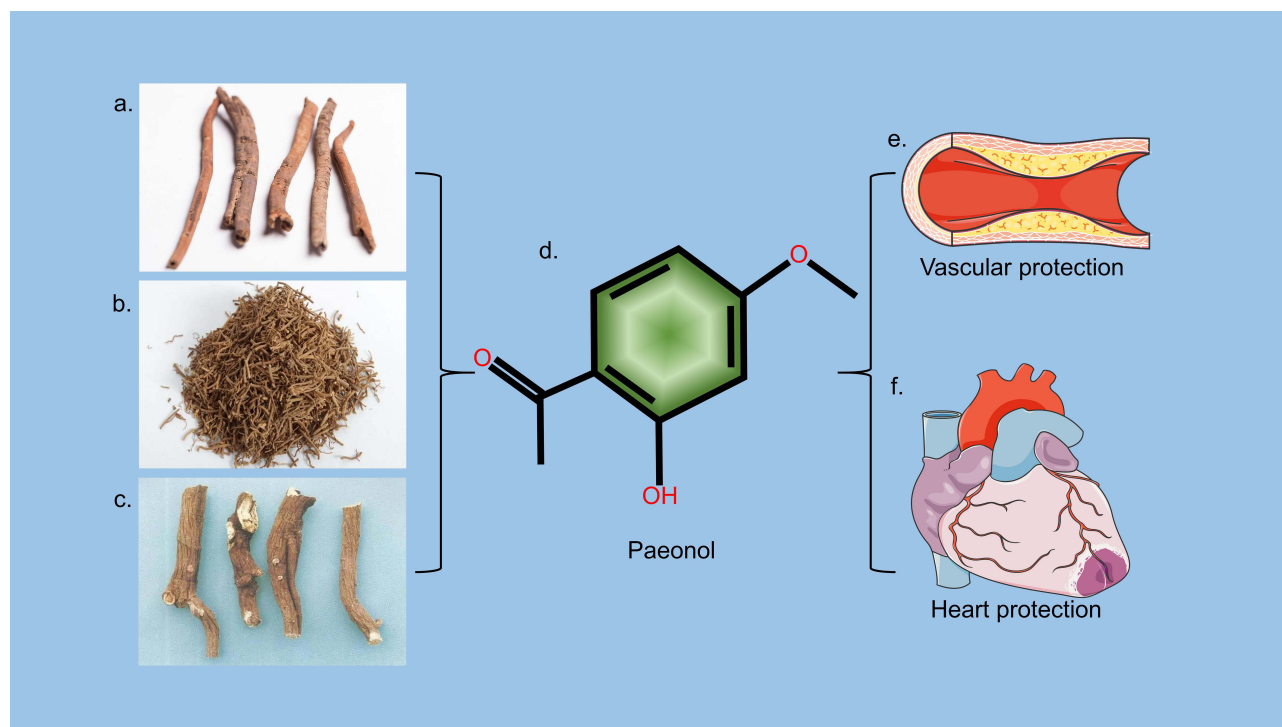 a.
b.
c.
d.
O
O
OH
Paeonol
e.
Vascular protection
f.
Heart protection